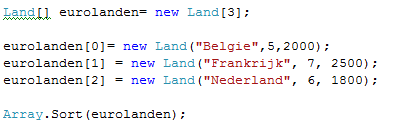 Land[] eurolanden= new Land[3];
eurolanden[0]= new Land("Belgie",5,2000);
eurolanden[1] = new Land("Frankrijk", 7, 2500);
eurolanden[2] = new Land("Nederland", 6, 1800);
Array.Sort(eurolanden);